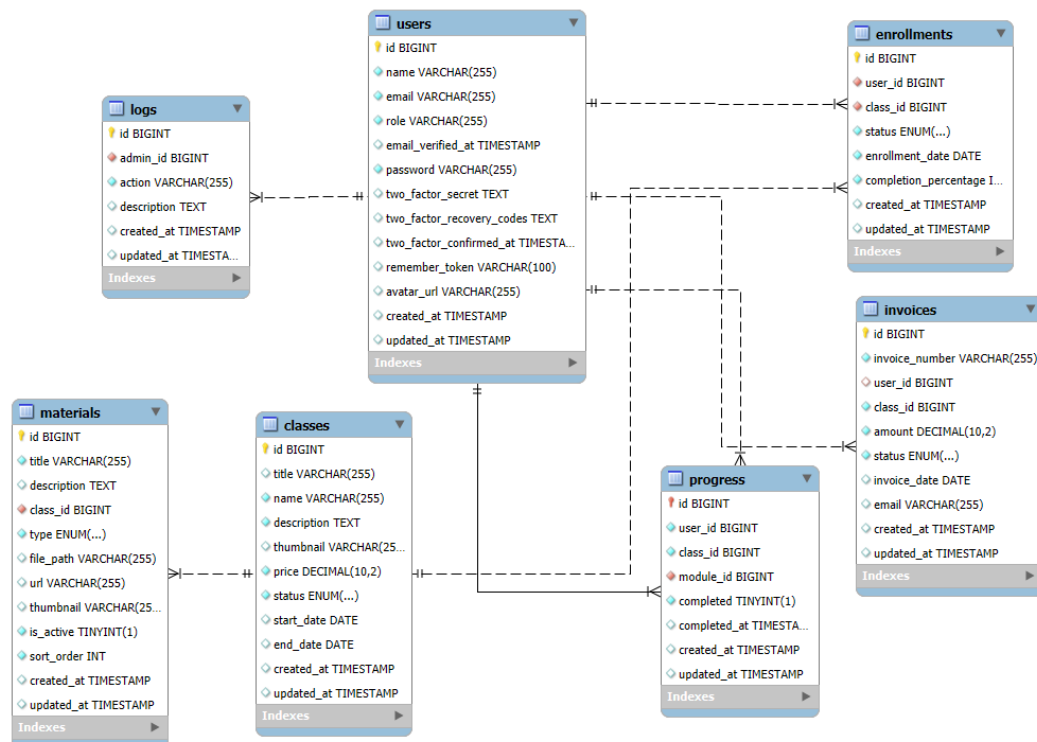 users
id BIGINT
name VARCHAR(255)
email VARCHAR(255)
role VARCHAR(255)
email_verified_at TIMESTAMP
password VARCHAR(255)
two_factor_secret TEXT
two_factor_recovery_codes TEXT
two_factor_confirmed_at TIMESTA...
remember_token VARCHAR(100)
avatar_url VARCHAR(255)
created_at TIMESTAMP
updated_at TIMESTAMP
Indexes
enrollments
id BIGINT
user_id BIGINT
class_id BIGINT
status ENUM(...)
enrollment_date DATE
completion_percentage I...
created_at TIMESTAMP
updated_at TIMESTAMP
Indexes
logs
id BIGINT
admin_id BIGINT
action VARCHAR(255)
description TEXT
created_at TIMESTAMP
updated_at TIMESTA...
Indexes
invoices
id BIGINT
invoice_number VARCHAR(255)
user_id BIGINT
class_id BIGINT
amount DECIMAL(10,2)
status ENUM(...)
invoice_date DATE
email VARCHAR(255)
created_at TIMESTAMP
updated_at TIMESTAMP
Indexes
materials
id BIGINT
title VARCHAR(255)
description TEXT
class_id BIGINT
type ENUM(...)
file_path VARCHAR(255)
url VARCHAR(255)
thumbnail VARCHAR(25...
is_active TINYINT(1)
sort_order INT
created_at TIMESTAMP
updated_at TIMESTAMP
Indexes
classes
id BIGINT
title VARCHAR(255)
name VARCHAR(255)
description TEXT
thumbnail VARCHAR(25...
price DECIMAL(10,2)
status ENUM(...)
start_date DATE
end_date DATE
created_at TIMESTAMP
updated_at TIMESTAMP
Indexes
progress
id BIGINT
user_id BIGINT
class_id BIGINT
module_id BIGINT
completed TINYINT(1)
completed_at TIMESTA...
created_at TIMESTAMP
updated_at TIMESTAMP
Indexes